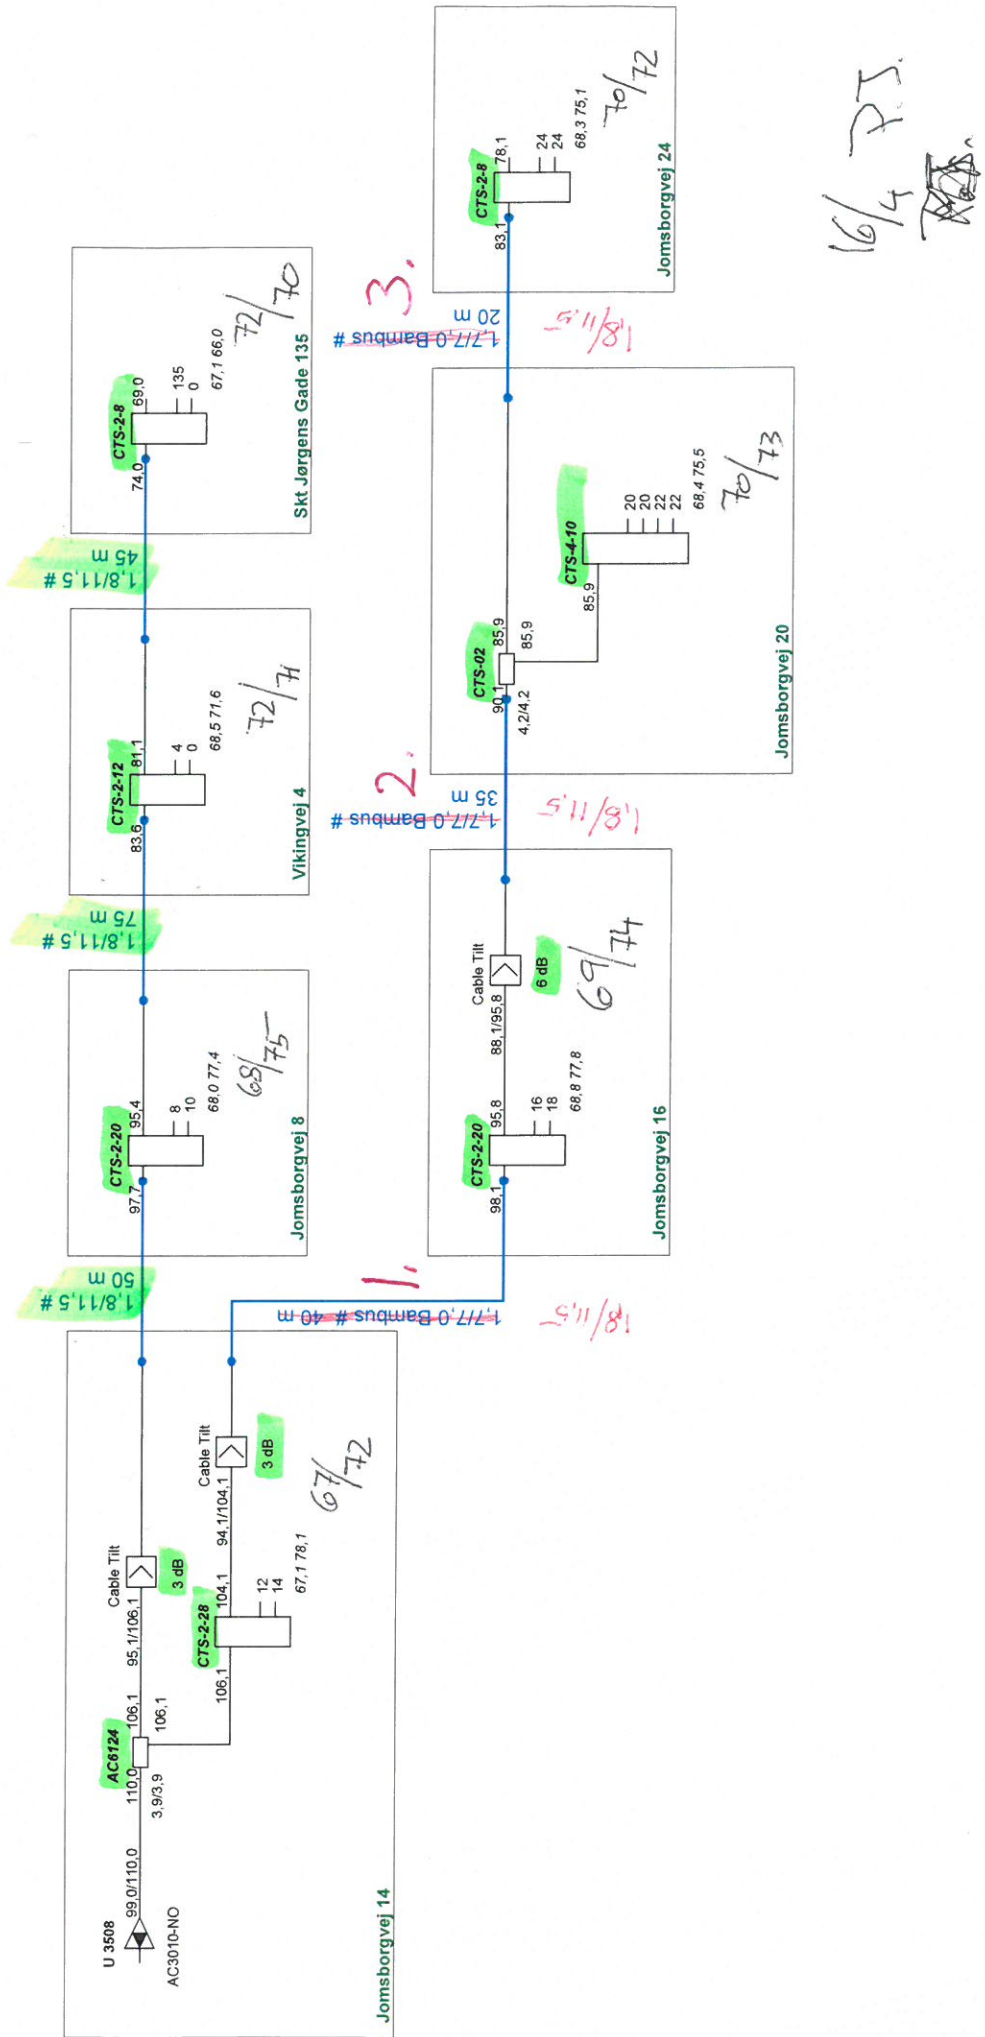 U 3508
AC3010-NO
99,0/110,0
AC6124
110,0
106,1
106,1
3,9/3,9
95,1/106,1
Cable Tilt
3 dB
CTS-2-28
106,1
104,1
12
14
67,1 78,1
94,1/104,1
Cable Tilt
3 dB
67/72
Jomsborgvej 14
1,8/11,5 #
50 m
CTS-2-20
97,7
95,4
8
10
68,0 77,4
68/75
Jomsborgvej 8
1,8/11,5 #
75 m
CTS-2-12
83,6
81,1
4
0
68,5 71,6
72/71
Vikingvej 4
1,8/11,5 #
45 m
CTS-2-8
74,0
69,0
135
0
67,1 66,0
72/70
Skt Jørgens Gade 135
1.
1,7/7,0 Bambus # 40 m
1,8/11,5
CTS-2-20
98,1
95,8
16
18
68,8 77,8
88,1/95,8
Cable Tilt
6 dB
69/74
Jomsborgvej 16
2.
1,7/7,0 Bambus #
35 m
1,8/11,5
CTS-02
90,1
85,9
85,9
4,2/4,2
CTS-4-10
85,9
20
20
22
22
68,4 75,5
70/73
Jomsborgvej 20
3.
1,7/7,0 Bambus #
20 m
1,8/11,5
CTS-2-8
83,1
78,1
24
24
68,3 75,1
70/72
Jomsborgvej 24
16/4 P.J.